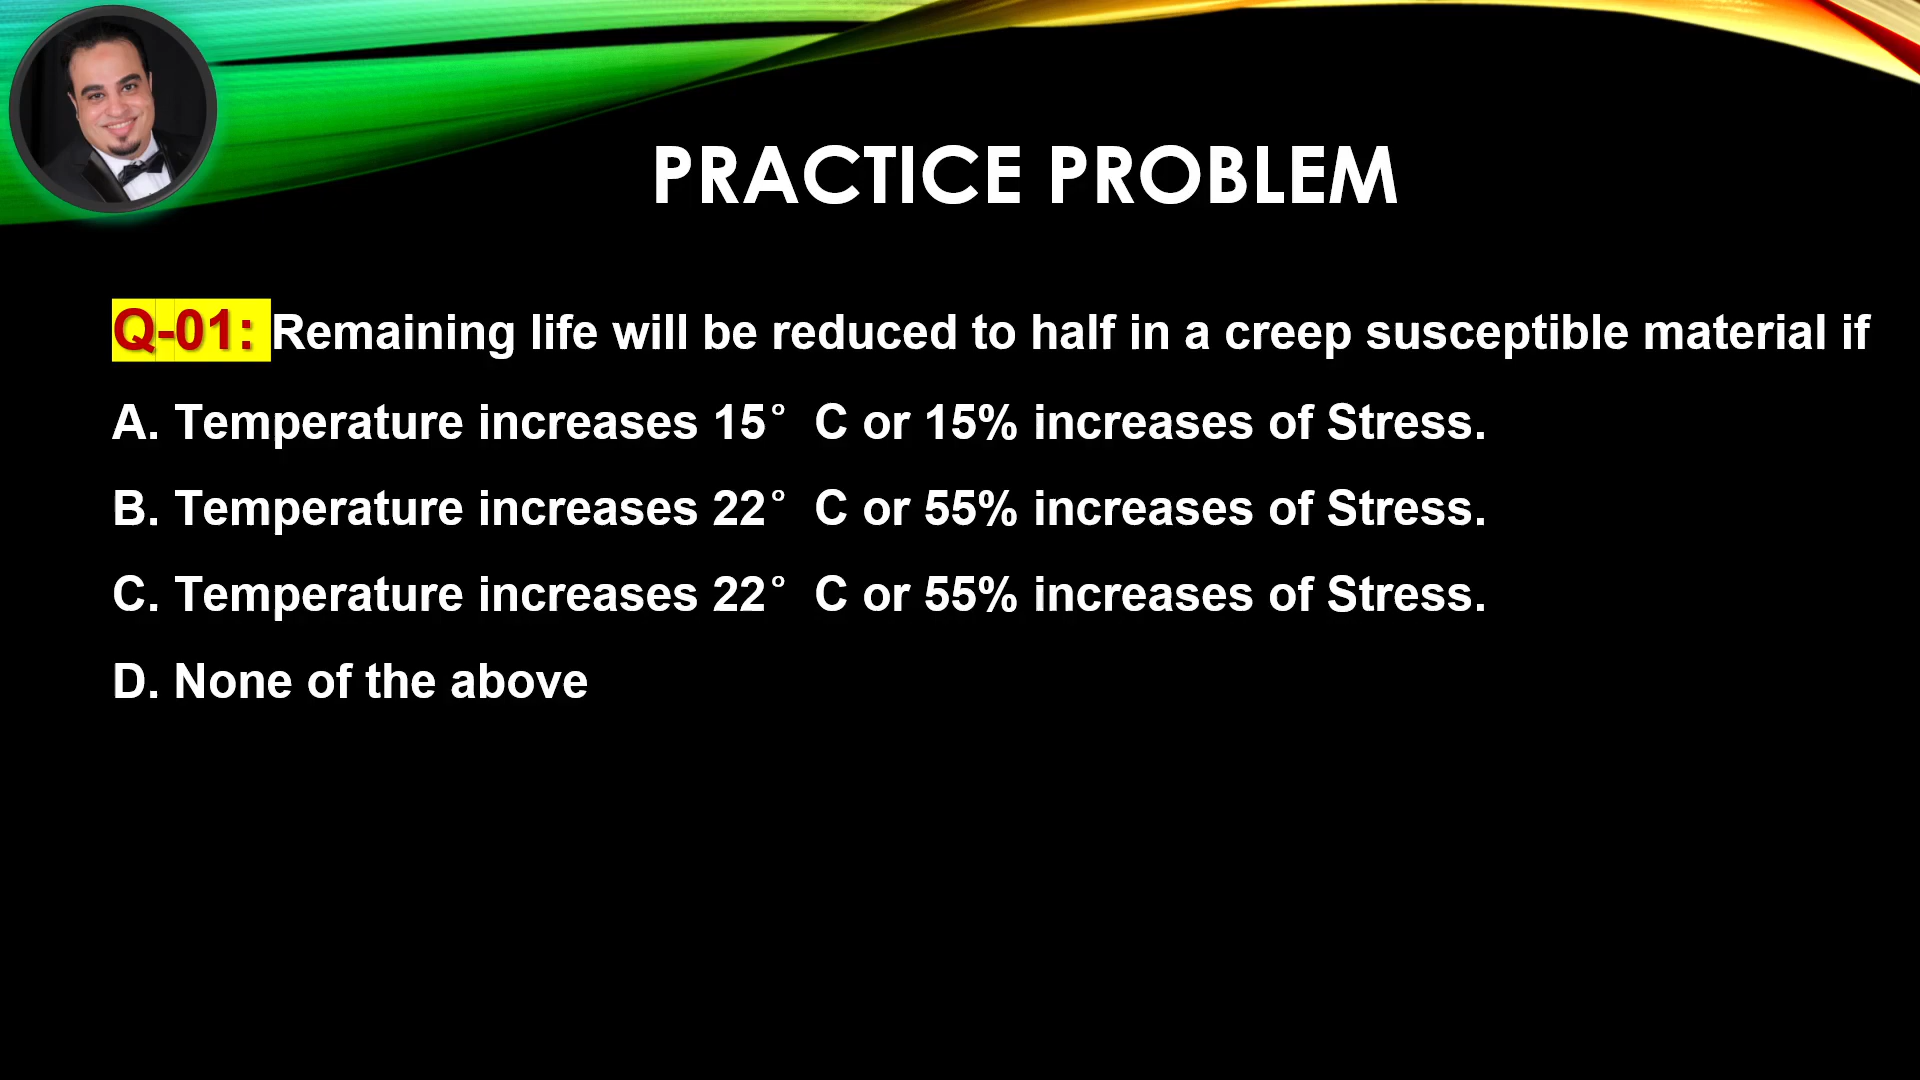 PRACTICE PROBLEM
Q-01: Remaining life will be reduced to half in a creep susceptible material if
A. Temperature increases 15° C or 15% increases of Stress.
B. Temperature increases 22° C or 55% increases of Stress.
C. Temperature increases 22° C or 55% increases of Stress.
D. None of the above